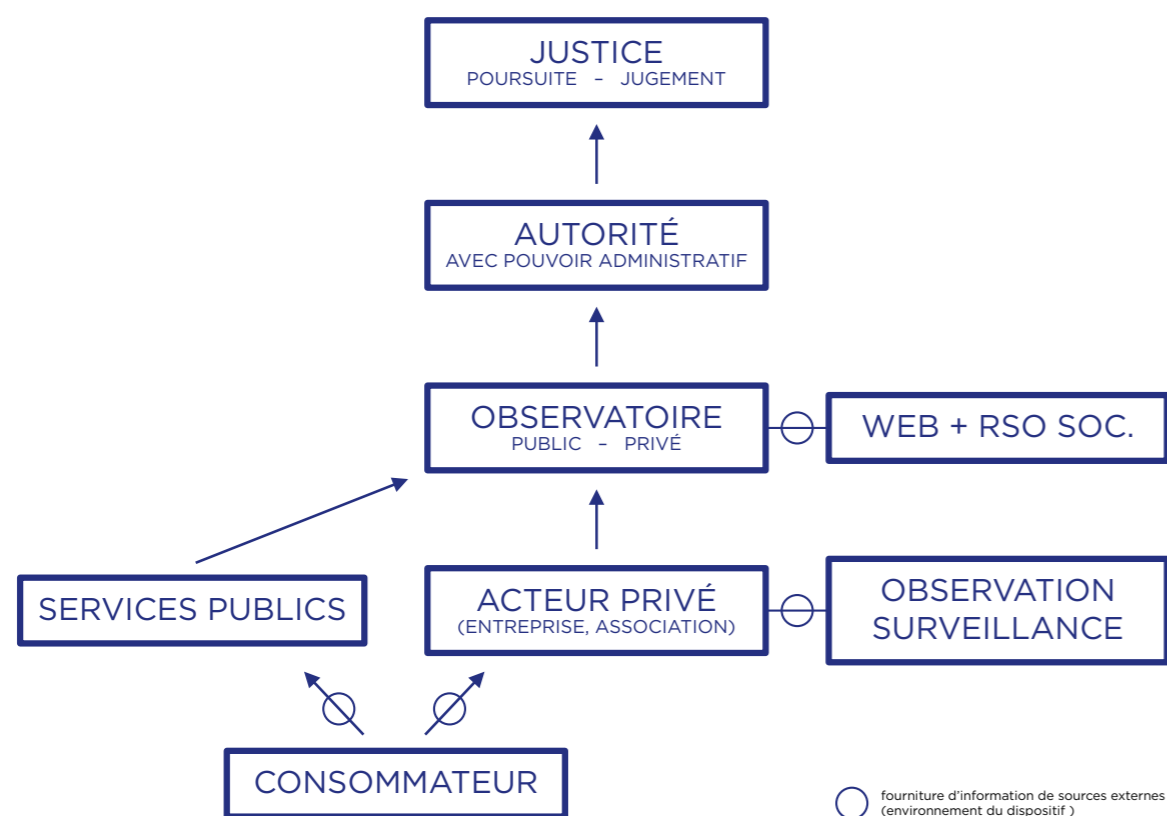 JUSTICE
POURSUITE - JUGEMENT
AUTORITÉ
AVEC POUVOIR ADMINISTRATIF
OBSERVATOIRE
PUBLIC - PRIVÉ
WEB + RSO SOC.
SERVICES PUBLICS
ACTEUR PRIVÉ
(ENTREPRISE, ASSOCIATION)
OBSERVATION
SURVEILLANCE
CONSOMMATEUR
fourniture d'information de sources externes
(environement du dispositif )